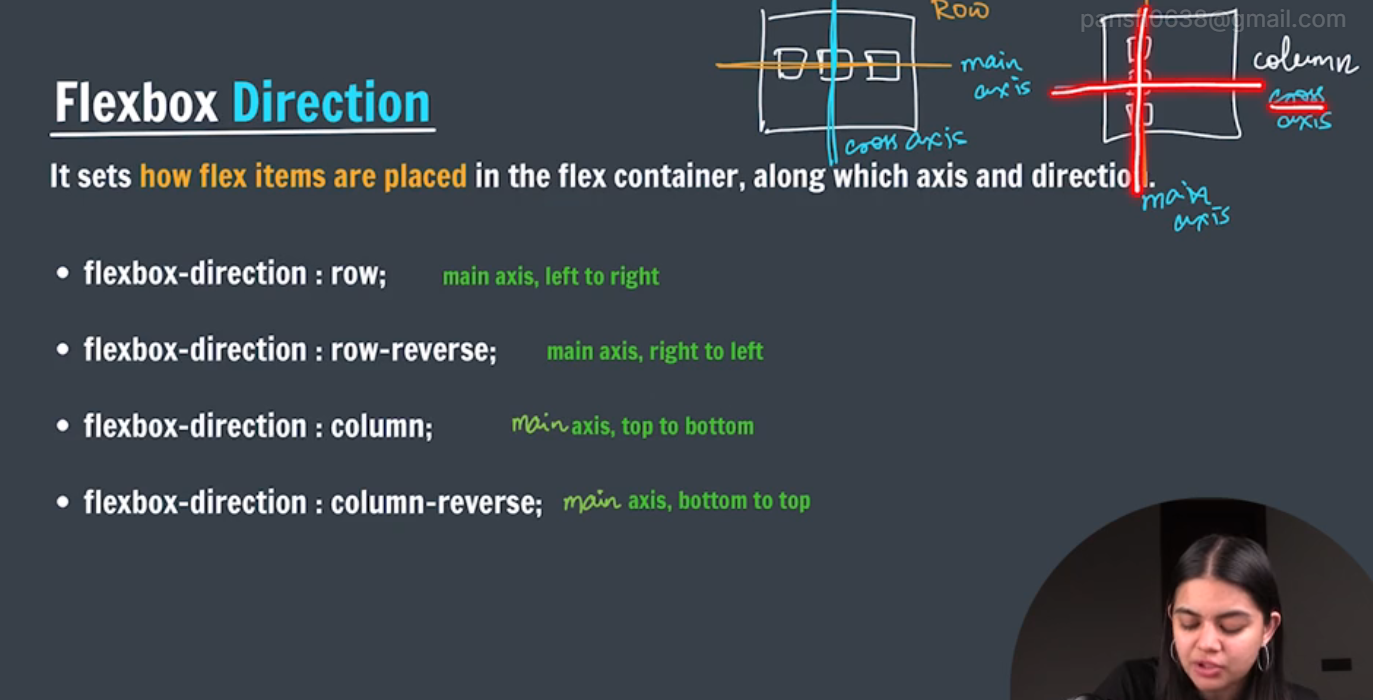 Row
pansh0638@gmail.com
main
axis
column
cross
axis
Flexbox Direction
cross axis
It sets how flex items are placed in the flex container, along which axis and direction.
main
axis
• flexbox-direction : row; main axis, left to right
• flexbox-direction : row-reverse; main axis, right to left
• flexbox-direction : column; main axis, top to bottom
• flexbox-direction : column-reverse; main axis, bottom to top